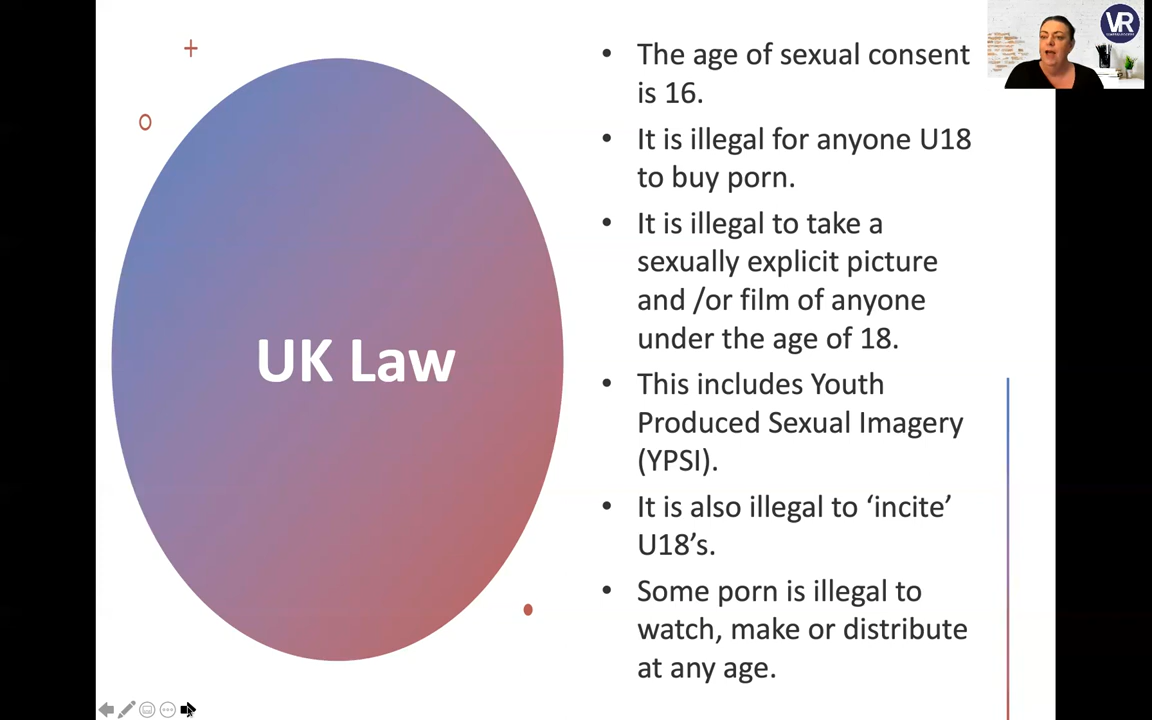 UK Law
• The age of sexual consent
is 16.
• It is illegal for anyone U18
to buy porn.
• It is illegal to take a
sexually explicit picture
and /or film of anyone
under the age of 18.
• This includes Youth
Produced Sexual Imagery
(YPSI).
• It is also illegal to ‘incite’
U18’s.
• Some porn is illegal to
watch, make or distribute
at any age.
VR